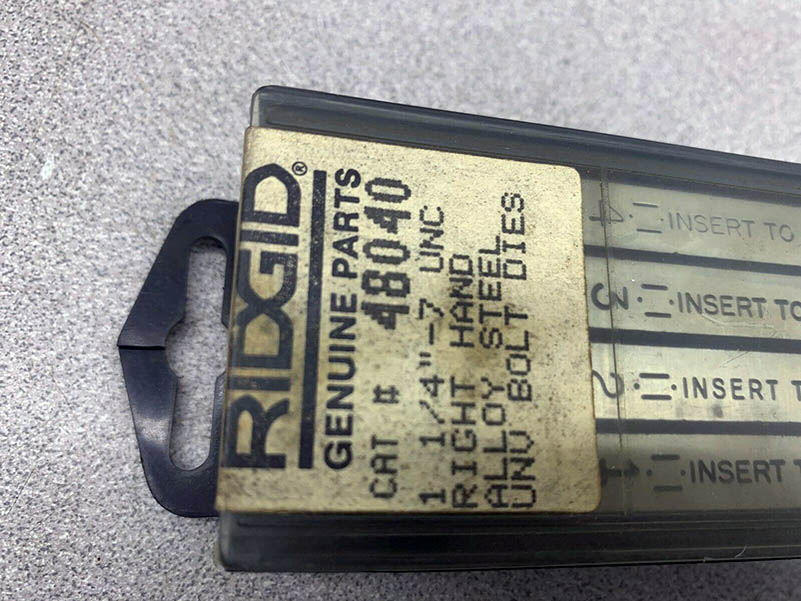 RIDGID®
GENUINE PARTS
CAT # 48040
1 1/4"-7 UNC
RIGHT HAND
ALLOY STEEL
UNV BOLT DIES
4 INSERT TO
3 INSERT TO
2 INSERT T
1 INSERT T